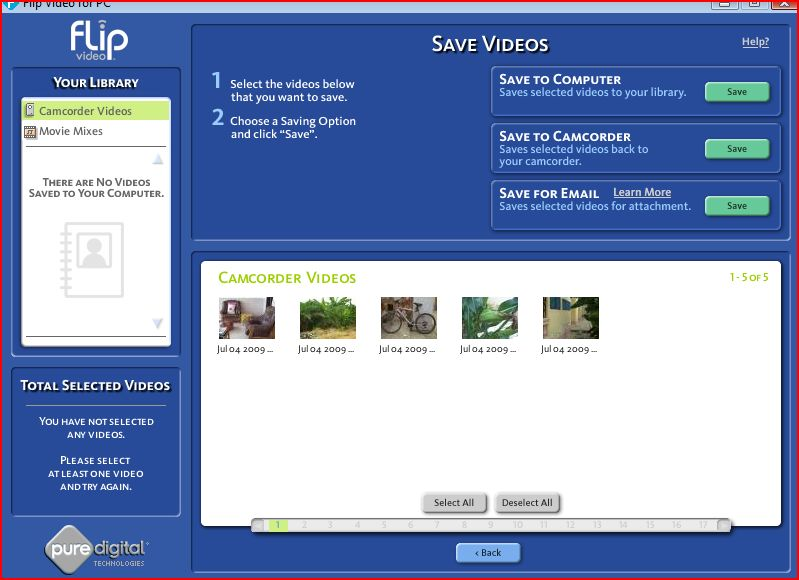 Flip Video for PC
flip
video
YOUR LIBRARY
Camcorder Videos
Movie Mixes
THERE ARE NO VIDEOS
SAVED TO YOUR COMPUTER.
TOTAL SELECTED VIDEOS
YOU HAVE NOT SELECTED
ANY VIDEOS.
PLEASE SELECT
AT LEAST ONE VIDEO
AND TRY AGAIN.
pure digital
TECHNOLOGIES
SAVE VIDEOS
Help?
1 Select the videos below
that you want to save.
2 Choose a Saving Option
and click “Save”.
SAVE TO COMPUTER
Saves selected videos to your library.
Save
SAVE TO CAMCORDER
Saves selected videos back to
your camcorder.
Save
SAVE FOR EMAIL Learn More
Saves selected videos for attachment.
Save
CAMCORDER VIDEOS
1 - 5 OF 5
Jul 04 2009 ... Jul 04 2009 ... Jul 04 2009 ... Jul 04 2009 ... Jul 04 2009 ...
Select All Deselect All
1 2 3 4 5 6 7 8 9 10 11 12 13 14 15 16 17
‹ Back